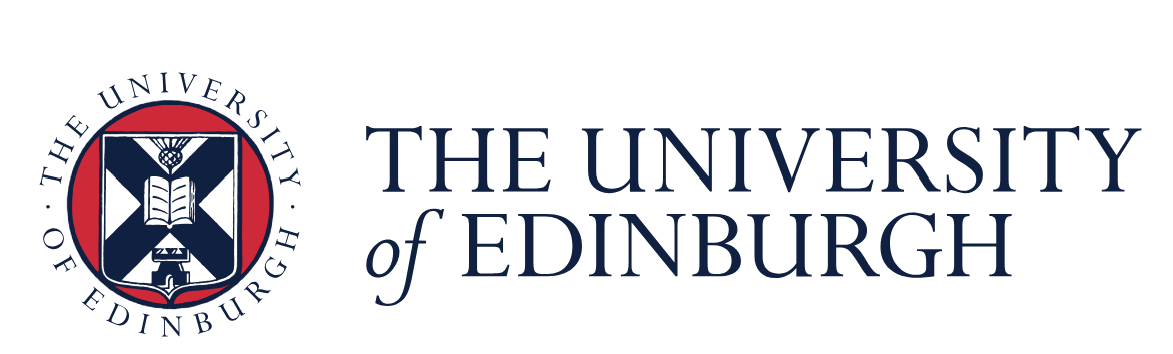 THE UNIVERSITY
· OF EDINBURGH ·
THE UNIVERSITY
of EDINBURGH